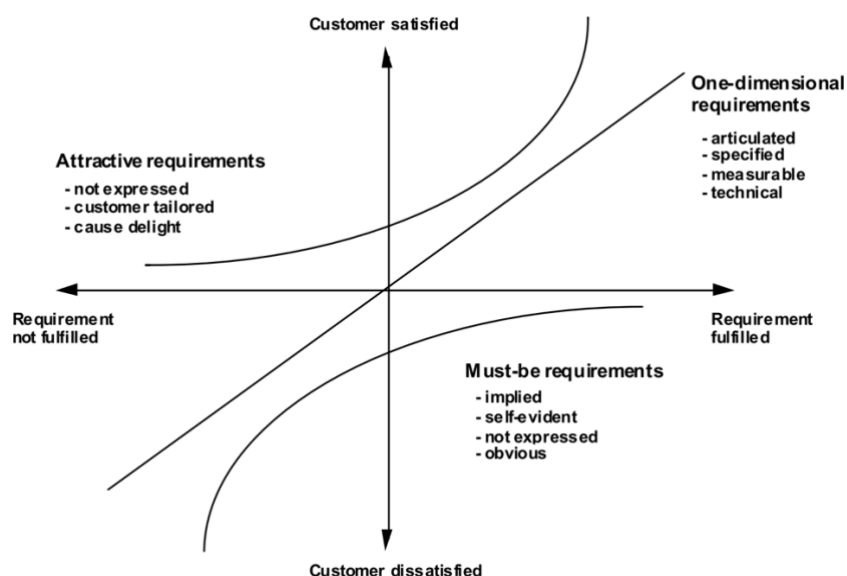 Customer satisfied
One-dimensional
requirements
- articulated
- specified
- measurable
- technical
Attractive requirements
- not expressed
- customer tailored
- cause delight
Requirement
not fulfilled
Requirement
fulfilled
Must-be requirements
- implied
- self-evident
- not expressed
- obvious
Customer dissatisfied